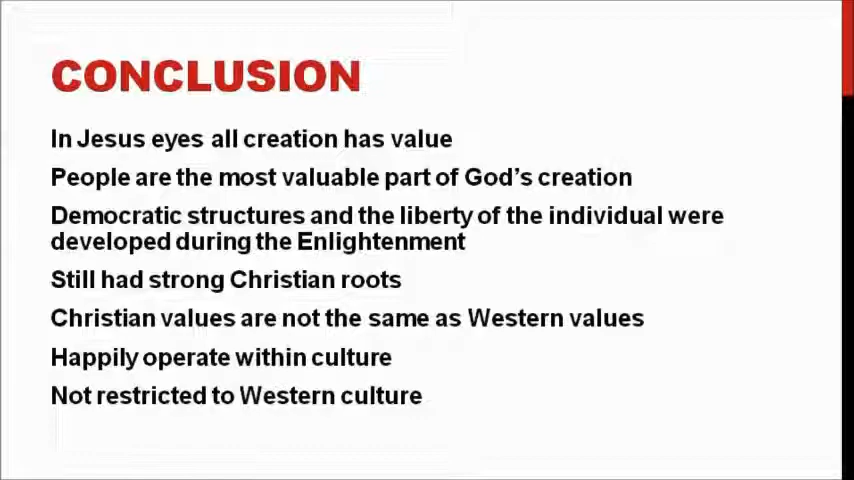 CONCLUSION
In Jesus eyes all creation has value
People are the most valuable part of God's creation
Democratic structures and the liberty of the individual were
developed during the Enlightenment
Still had strong Christian roots
Christian values are not the same as Western values
Happily operate within culture
Not restricted to Western culture